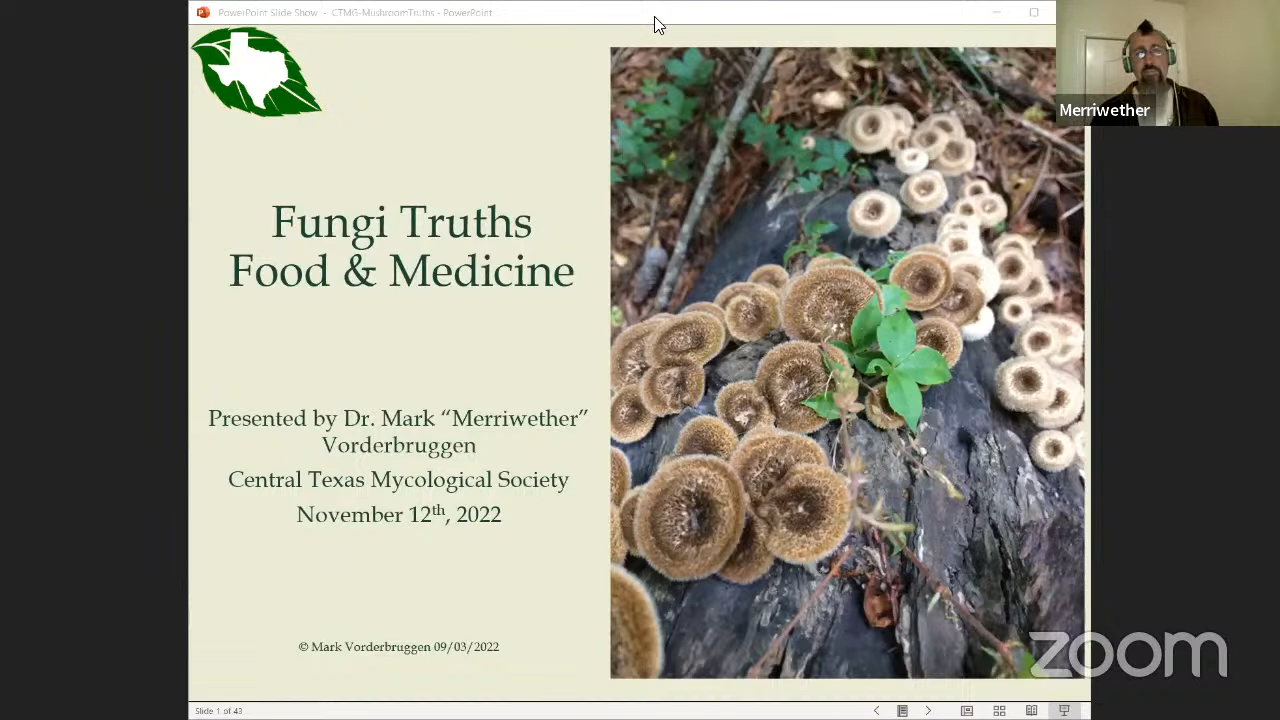 PowerPoint Slide Show - CTMG-MushroomTruths - PowerPoint
Merriwether
Fungi Truths
Food & Medicine
Presented by Dr. Mark “Merriwether”
Vorderbruggen
Central Texas Mycological Society
November 12th, 2022
© Mark Vorderbruggen 09/03/2022
zoom
Slide 1 of 43